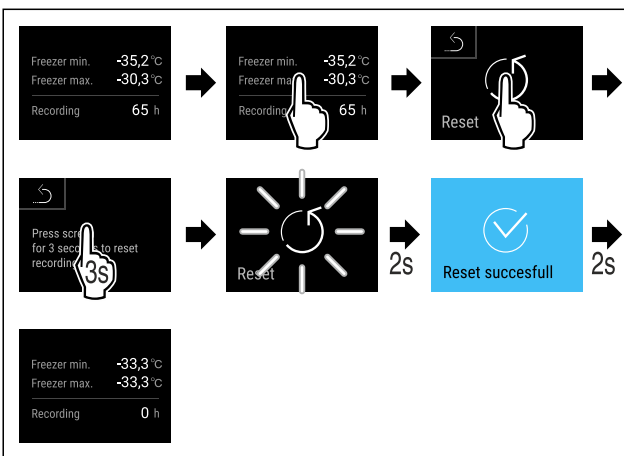 Freezer min. -35,2 °C
Freezer max. -30,3 °C
Recording 65 h
Freezer min. -35,2 °C
Freezer ma -30,3 °C
Recording 65 h
Reset
Press scre
for 3 seco s to reset
recordin
3s
Reset
2s
Reset succesfull
2s
Freezer min. -33,3 °C
Freezer max. -33,3 °C
Recording 0 h